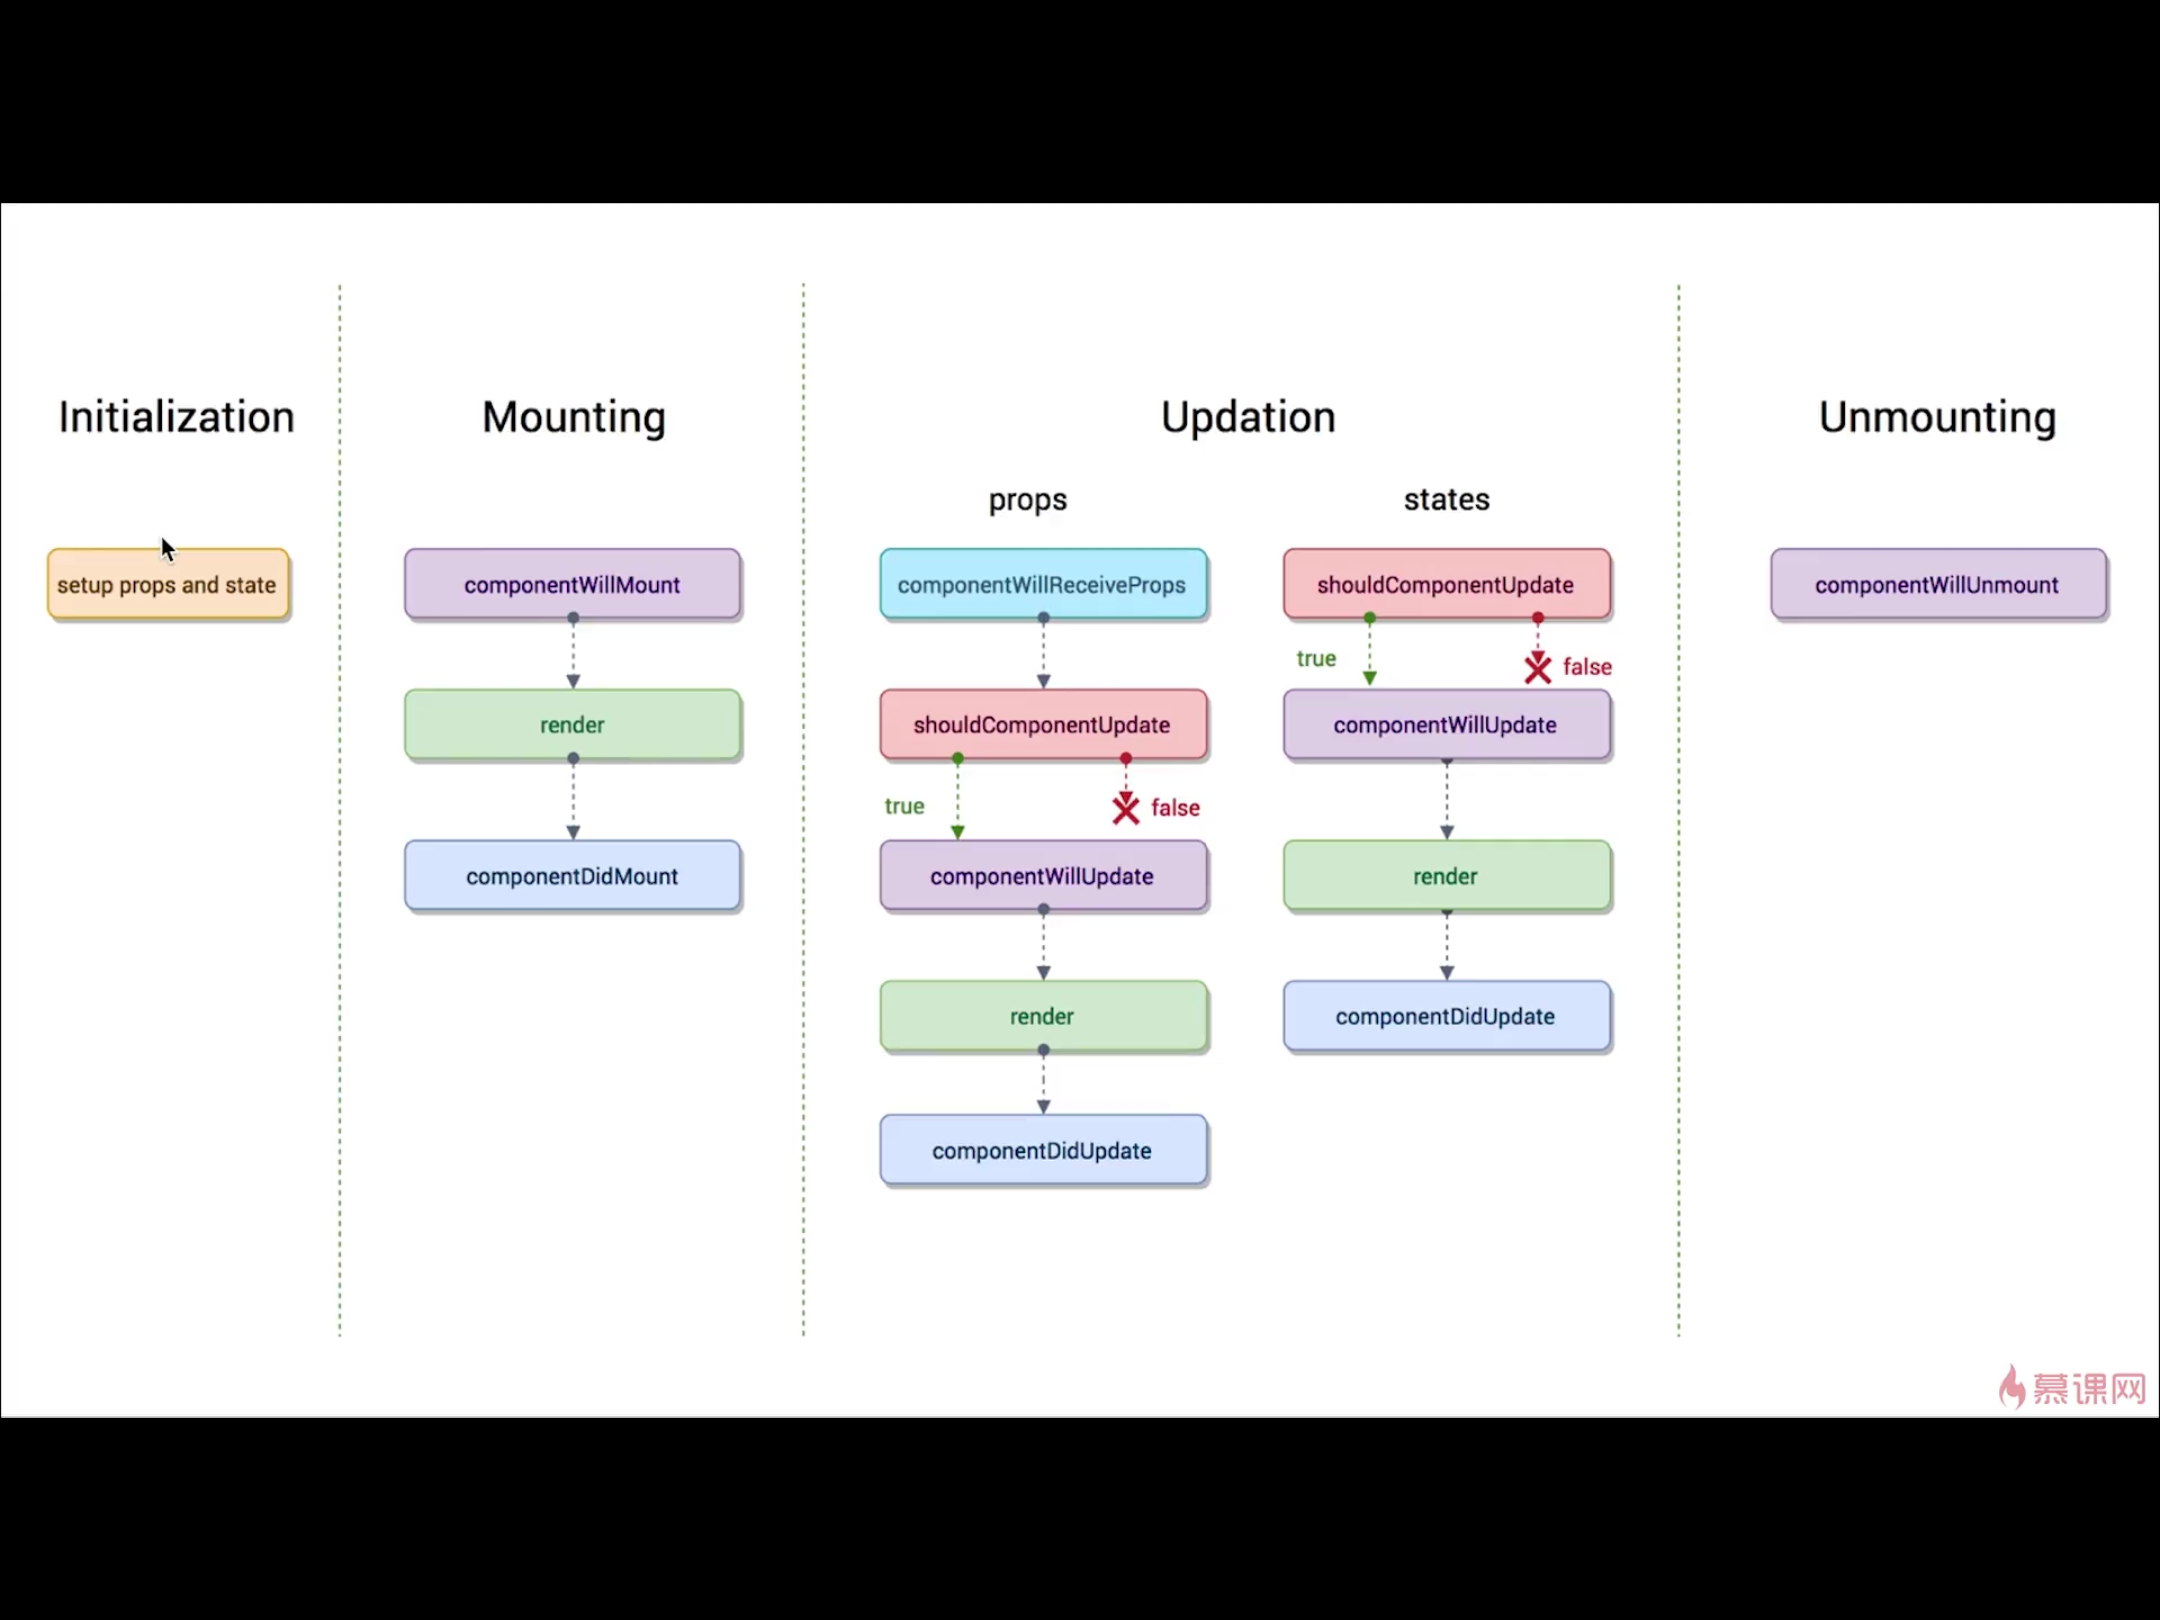 Initialization
setup props and state
Mounting
componentWillMount
render
componentDidMount
Updation
props
componentWillReceiveProps
shouldComponentUpdate
true
false
componentWillUpdate
render
componentDidUpdate
states
shouldComponentUpdate
true
false
componentWillUpdate
render
componentDidUpdate
Unmounting
componentWillUnmount
慕课网